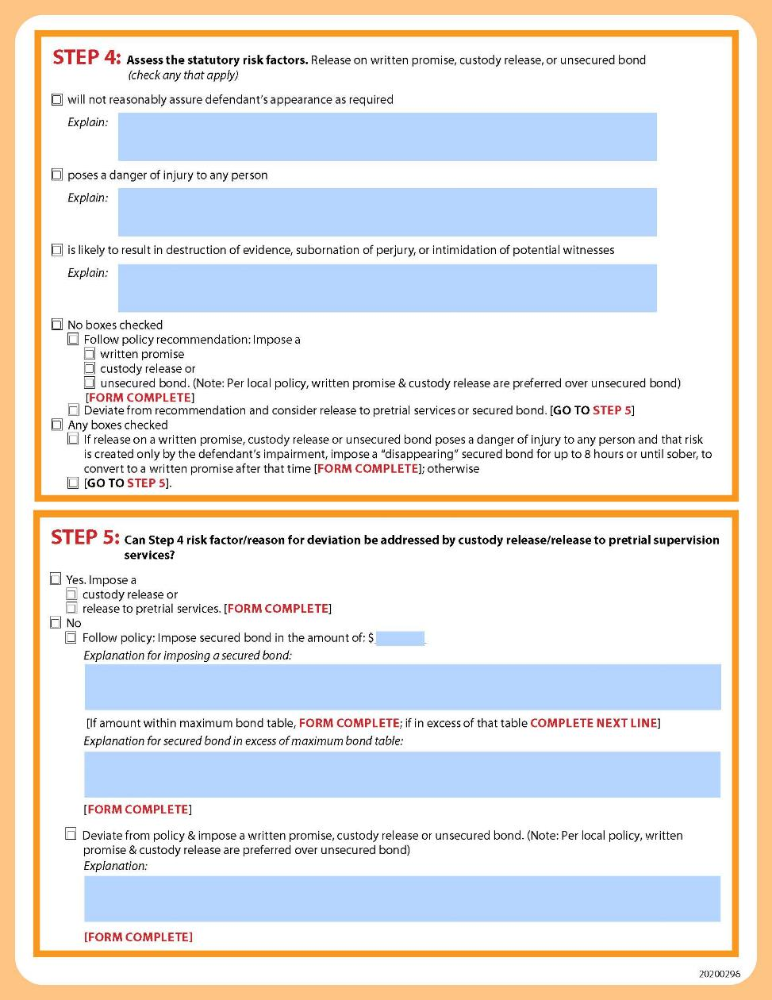 STEP 4: Assess the statutory risk factors. Release on written promise, custody release, or unsecured bond
(check any that apply)
will not reasonably assure defendant's appearance as required
Explain:
poses a danger of injury to any person
Explain:
is likely to result in destruction of evidence, subornation of perjury, or intimidation of potential witnesses
Explain:
No boxes checked
Follow policy recommendation: Impose a
written promise
custody release or
unsecured bond. (Note: Per local policy, written promise & custody release are preferred over unsecured bond)
[FORM COMPLETE]
Deviate from recommendation and consider release to pretrial services or secured bond. [GO TO STEP 5]
Any boxes checked
If release on a written promise, custody release or unsecured bond poses a danger of injury to any person and that risk
is created only by the defendant's impairment, impose a “disappearing” secured bond for up to 8 hours or until sober, to
convert to a written promise after that time [FORM COMPLETE]; otherwise
[GO TO STEP 5].
STEP 5: Can Step 4 risk factor/reason for deviation be addressed by custody release/release to pretrial supervision
services?
Yes. Impose a
custody release or
release to pretrial services. [FORM COMPLETE]
No
Follow policy: Impose secured bond in the amount of: $
Explanation for imposing a secured bond:
[If amount within maximum bond table, FORM COMPLETE; if in excess of that table COMPLETE NEXT LINE]
Explanation for secured bond in excess of maximum bond table:
[FORM COMPLETE]
Deviate from policy & impose a written promise, custody release or unsecured bond. (Note: Per local policy, written
promise & custody release are preferred over unsecured bond)
Explanation:
[FORM COMPLETE]
20200296